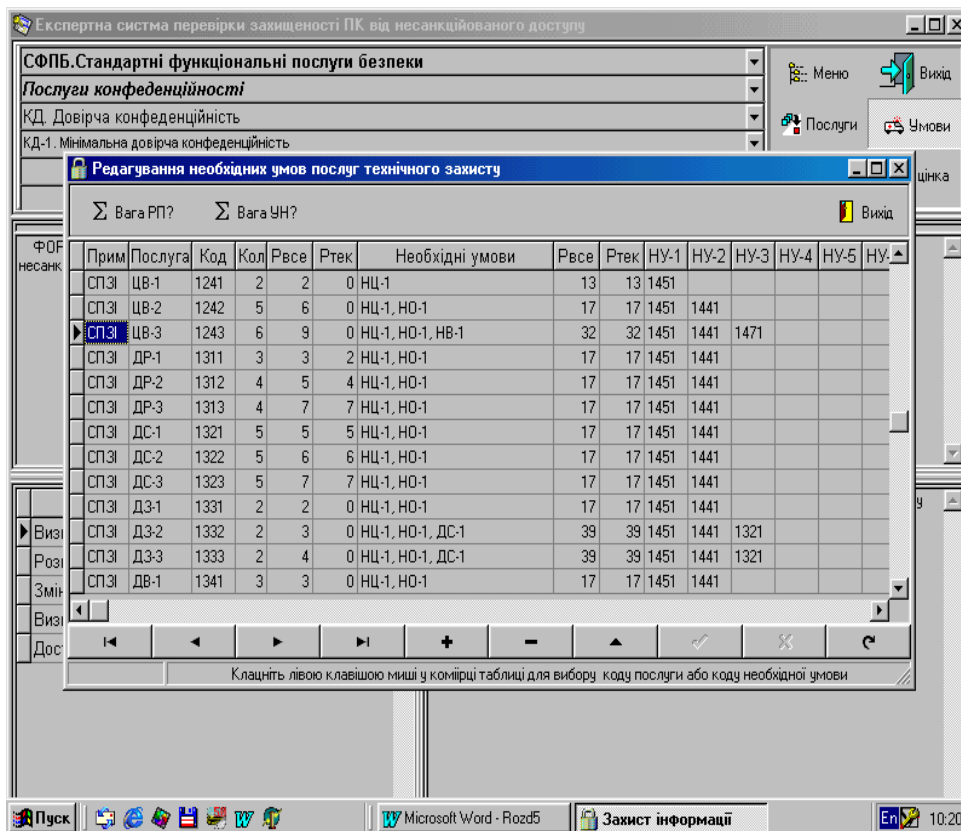 Експертна система перевірки захищеності ПК від несанкційованого доступу
СФПБ.Стандартні функціональні послуги безпеки
Послуги конфеденційності
КД. Довірча конфеденційність
КД-1. Мінімальна довірча конфеденційність
Меню Вихід
Послуги Умови
цінка
Редагування необхідних умов послуг технічного захисту
Σ Вага РП? Σ Вага УН? Вихід
ФОР
несанк
Прим Послуга Код Кол Рвсе Ртек Необхідні умови Рвсе Ртек НУ-1 НУ-2 НУ-3 НУ-4 НУ-5 НУ-
СПЗІ ЦВ-1 1241 2 2 0 НЦ-1 13 13 1451
СПЗІ ЦВ-2 1242 5 6 0 НЦ-1, НО-1 17 17 1451 1441
СПЗІ ЦВ-3 1243 6 9 0 НЦ-1, НО-1, НВ-1 32 32 1451 1441 1471
СПЗІ ДР-1 1311 3 3 2 НЦ-1, НО-1 17 17 1451 1441
СПЗІ ДР-2 1312 4 5 4 НЦ-1, НО-1 17 17 1451 1441
СПЗІ ДР-3 1313 4 7 7 НЦ-1, НО-1 17 17 1451 1441
СПЗІ ДС-1 1321 5 5 5 НЦ-1, НО-1 17 17 1451 1441
СПЗІ ДС-2 1322 5 6 6 НЦ-1, НО-1 17 17 1451 1441
СПЗІ ДС-3 1323 5 7 7 НЦ-1, НО-1 17 17 1451 1441
СПЗІ ДЗ-1 1331 2 2 0 НЦ-1, НО-1 17 17 1451 1441
СПЗІ ДЗ-2 1332 2 3 0 НЦ-1, НО-1, ДС-1 39 39 1451 1441 1321
СПЗІ ДЗ-3 1333 2 4 0 НЦ-1, НО-1, ДС-1 39 39 1451 1441 1321
СПЗІ ДВ-1 1341 3 3 0 НЦ-1, НО-1 17 17 1451 1441
у
Виз
Розг
Змін
Виз
Дос
Клацніть лівою клавішою миші у коміірці таблиці для вибору коду послуги або коду необхідної умови
Пуск Microsoft Word - Rozd5 Захист інформації En 10:20